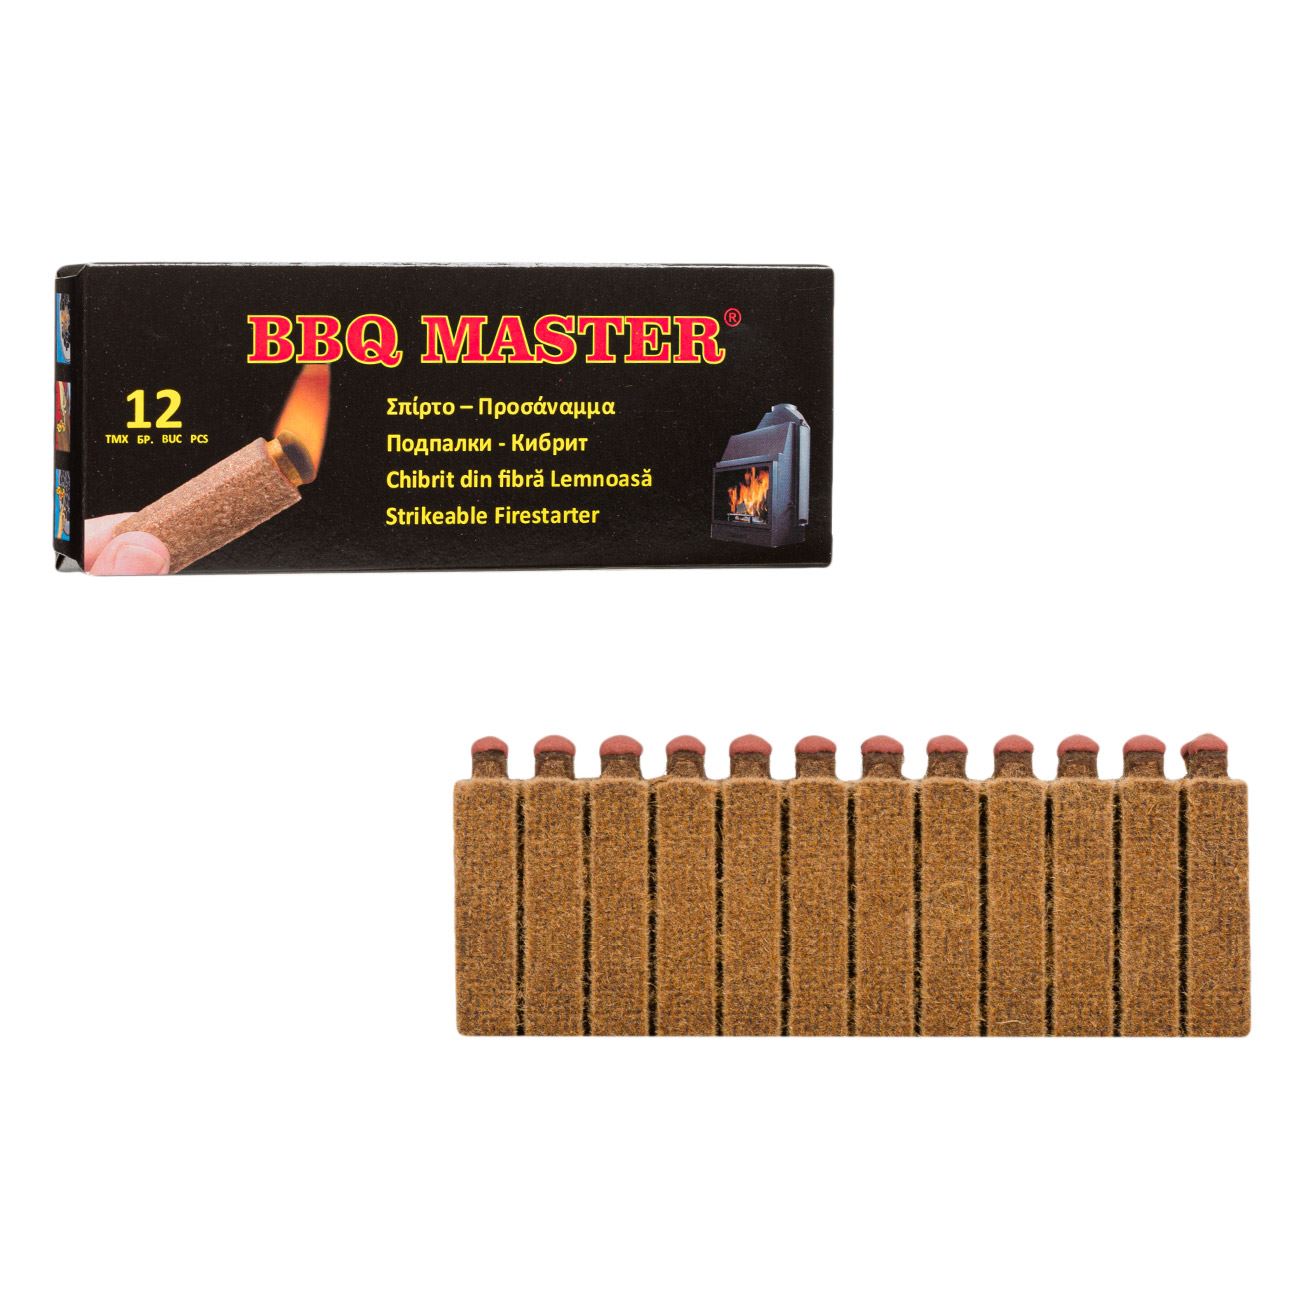 BBQ MASTER®
12
ΤΜΧ БР. BUC PCS
Σπίρτο – Προσάναμμα
Подпалки - Кибрит
Chibrit din fibră Lemnoasă
Strikeable Firestarter